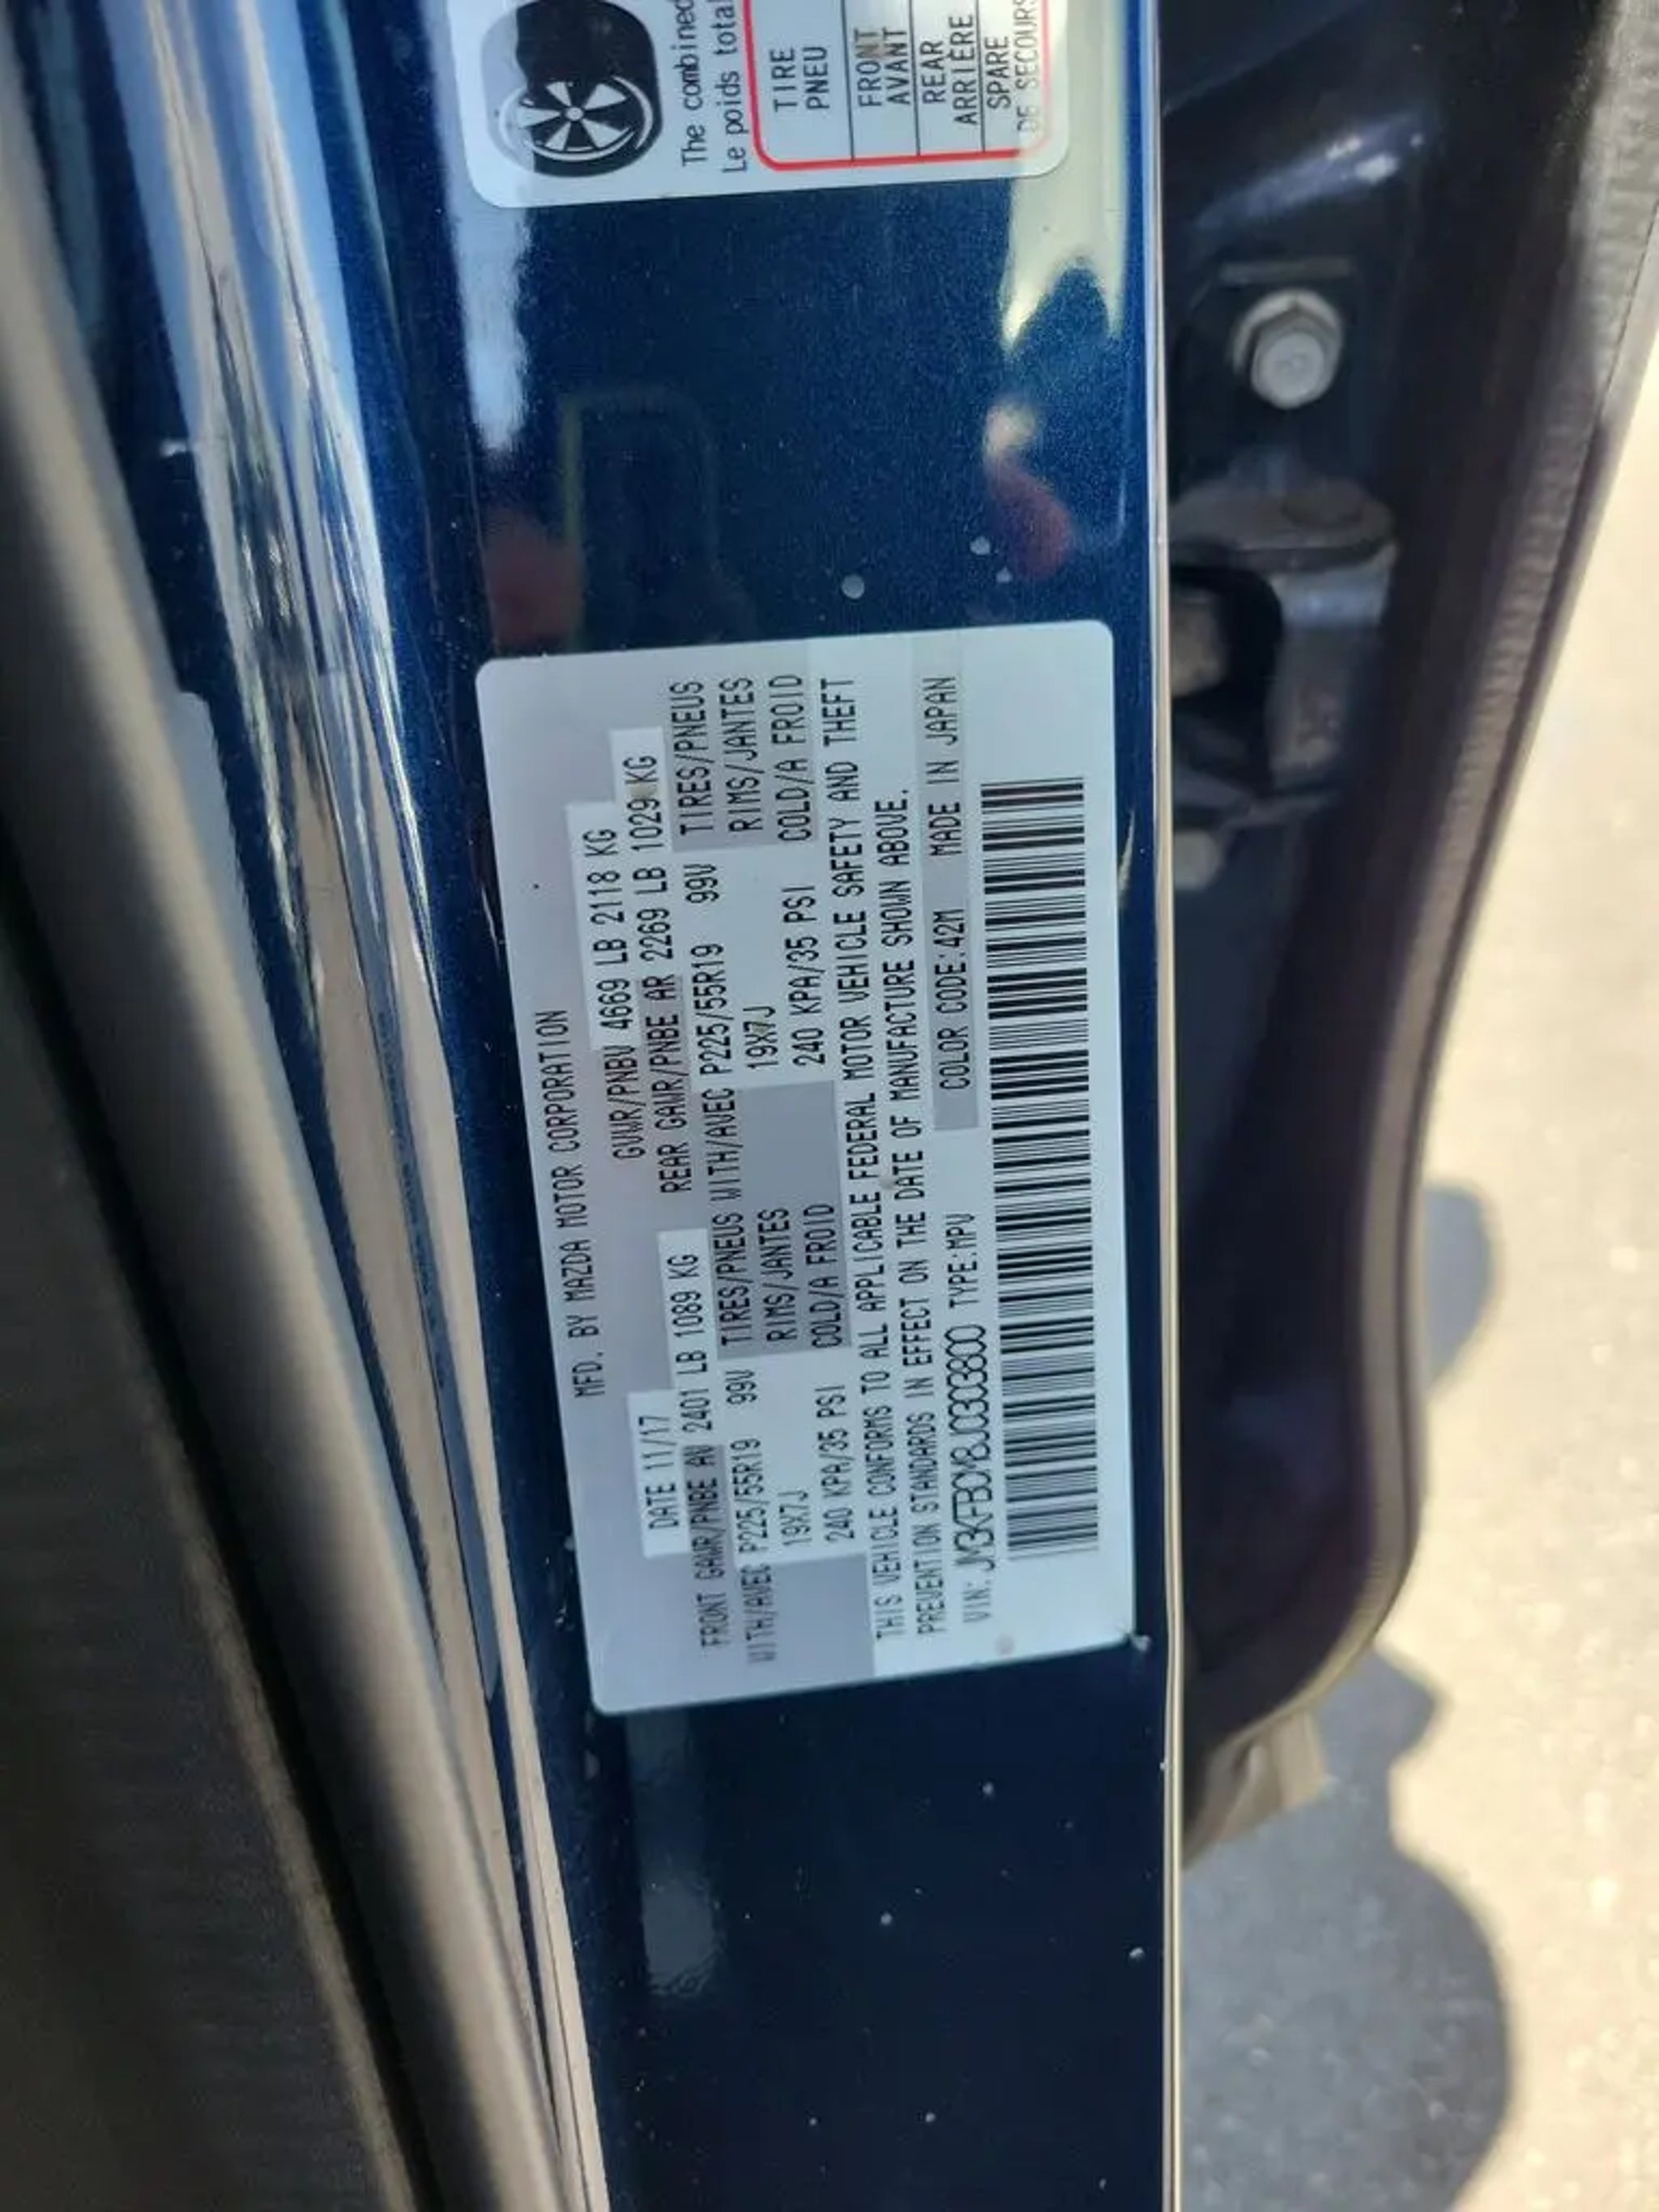 MFD. BY MAZDA MOTOR CORPORATION
DATE 11/17 GVWR/PNBV 4669 LB 2118 KG
FRONT GAWR/PNBE AV 2401 LB 1089 KG REAR GAWR/PNBE AR 2269 LB 1029 KG
WITH/AVEC P225/55R19 99V TIRES/PNEUS WITH/AVEC P225/55R19 99V TIRES/PNEUS
19X7J RIMS/JANTES 19X7J RIMS/JANTES
240 KPA/35 PSI COLD/A FROID 240 KPA/35 PSI COLD/A FROID
THIS VEHICLE CONFORMS TO ALL APPLICABLE FEDERAL MOTOR VEHICLE SAFETY AND THEFT
PREVENTION STANDARDS IN EFFECT ON THE DATE OF MANUFACTURE SHOWN ABOVE.
VIN: JM3KFBCM8J0303800 TYPE:MPV COLOR CODE:42M MADE IN JAPAN
The combined
Le poids total
TIRE
PNEU
FRONT
AVANT
REAR
ARRIÈRE
SPARE
DE SECOURS